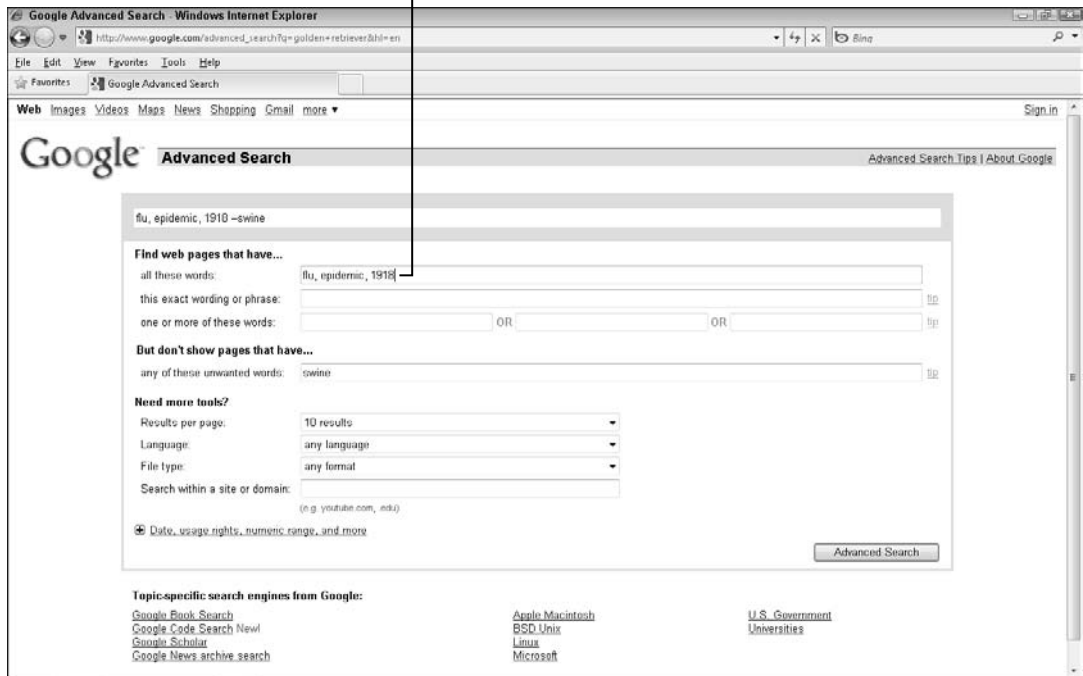 Google Advanced Search - Windows Internet Explorer
http://www.google.com/advanced_search?q=golden+retriever&hl=en
Bing
File Edit View Favorites Tools Help
Favorites Google Advanced Search
Web Images Videos Maps News Shopping Gmail more ▼ Sign in
Google Advanced Search Advanced Search Tips | About Google
flu, epidemic, 1918 –swine
Find web pages that have...
all these words: flu, epidemic, 1918
this exact wording or phrase: tip
one or more of these words: OR OR tip
But don't show pages that have...
any of these unwanted words: swine tip
Need more tools?
Results per page: 10 results
Language: any language
File type: any format
Search within a site or domain:
(e.g. youtube.com, .edu)
Date, usage rights, numeric range, and more
Advanced Search
Topic-specific search engines from Google:
Google Book Search Apple Macintosh U.S. Government
Google Code Search New! BSD Unix Universities
Google Scholar Linux
Google News archive search Microsoft